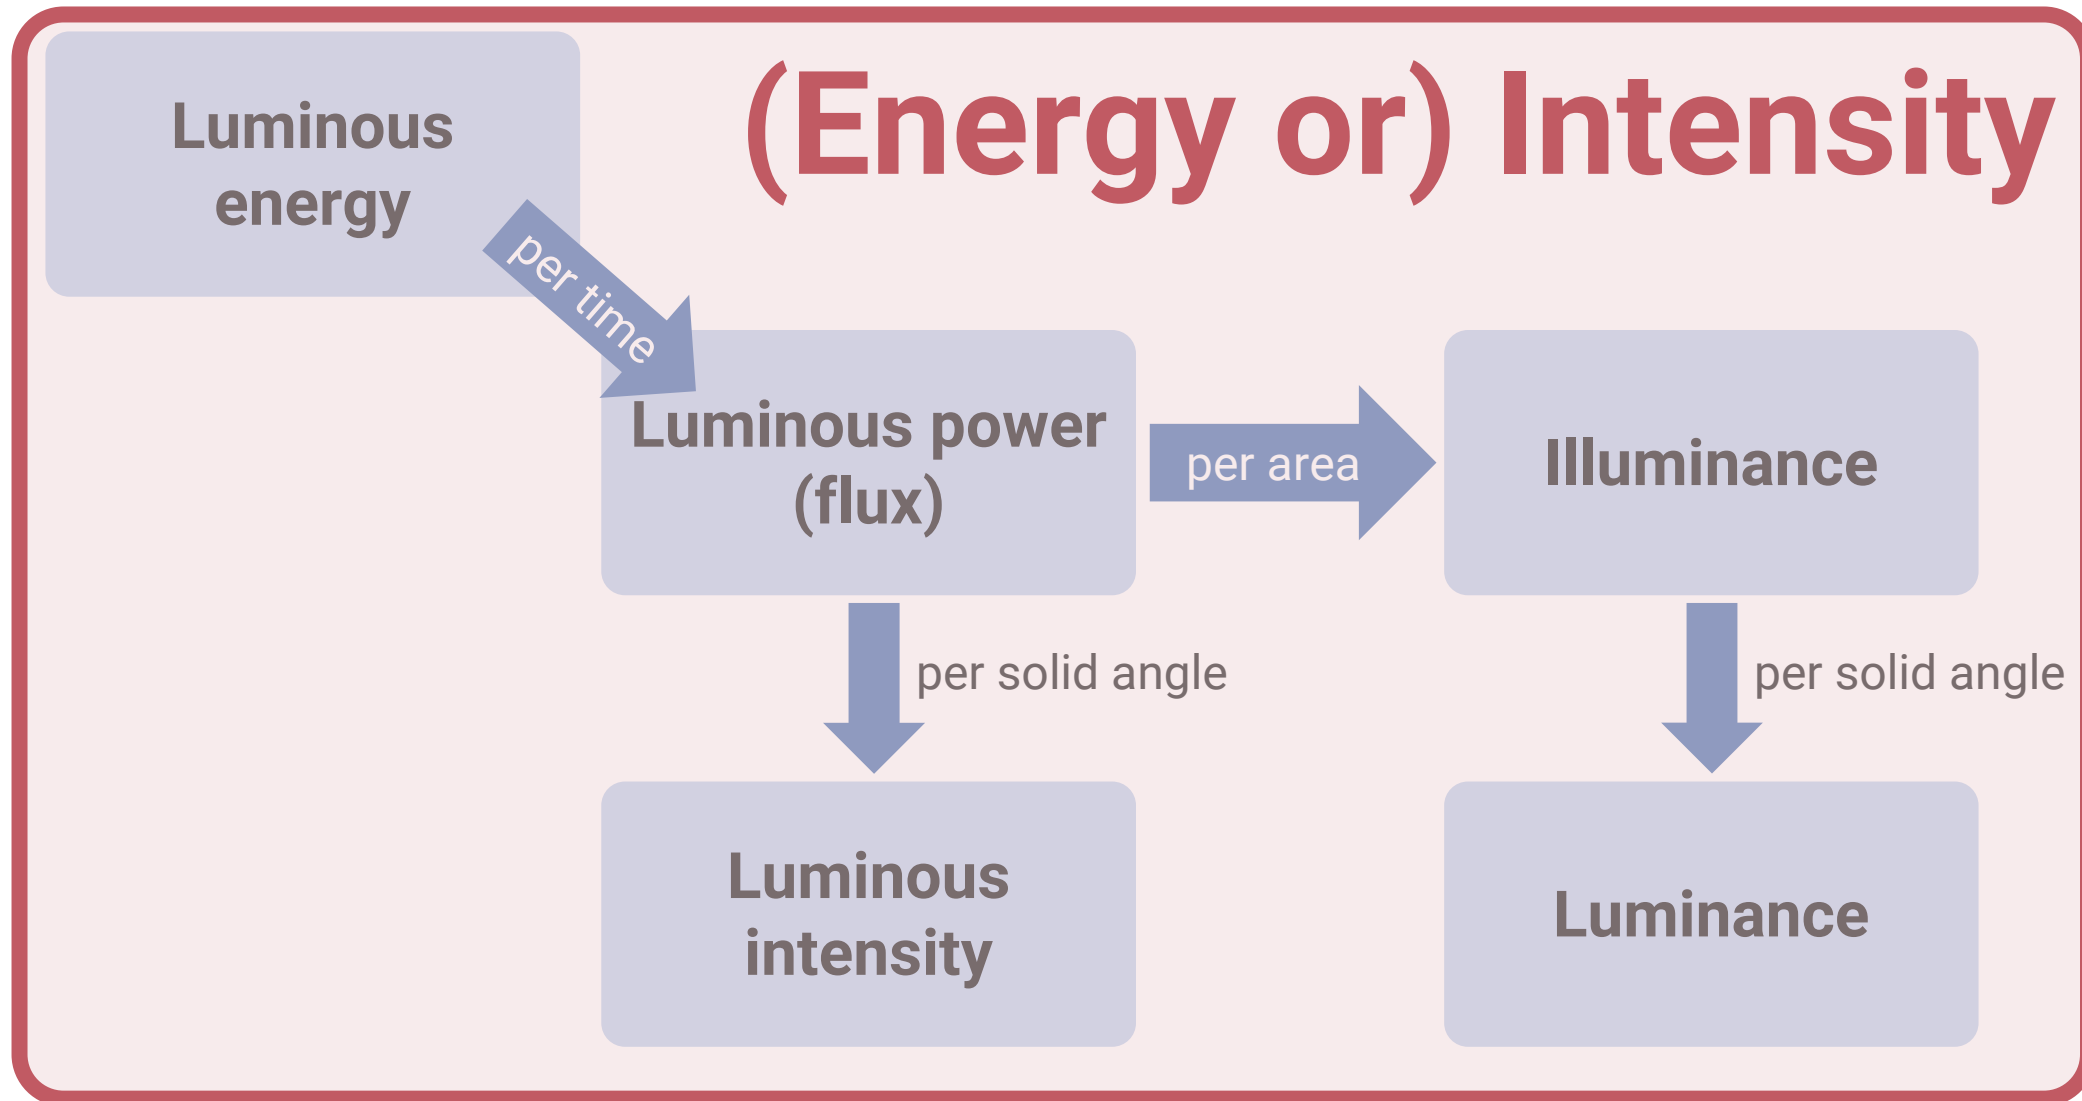 (Energy or) Intensity
Luminous
energy
per time
Luminous power
(flux)
per area
Illuminance
per solid angle
per solid angle
Luminous
intensity
Luminance